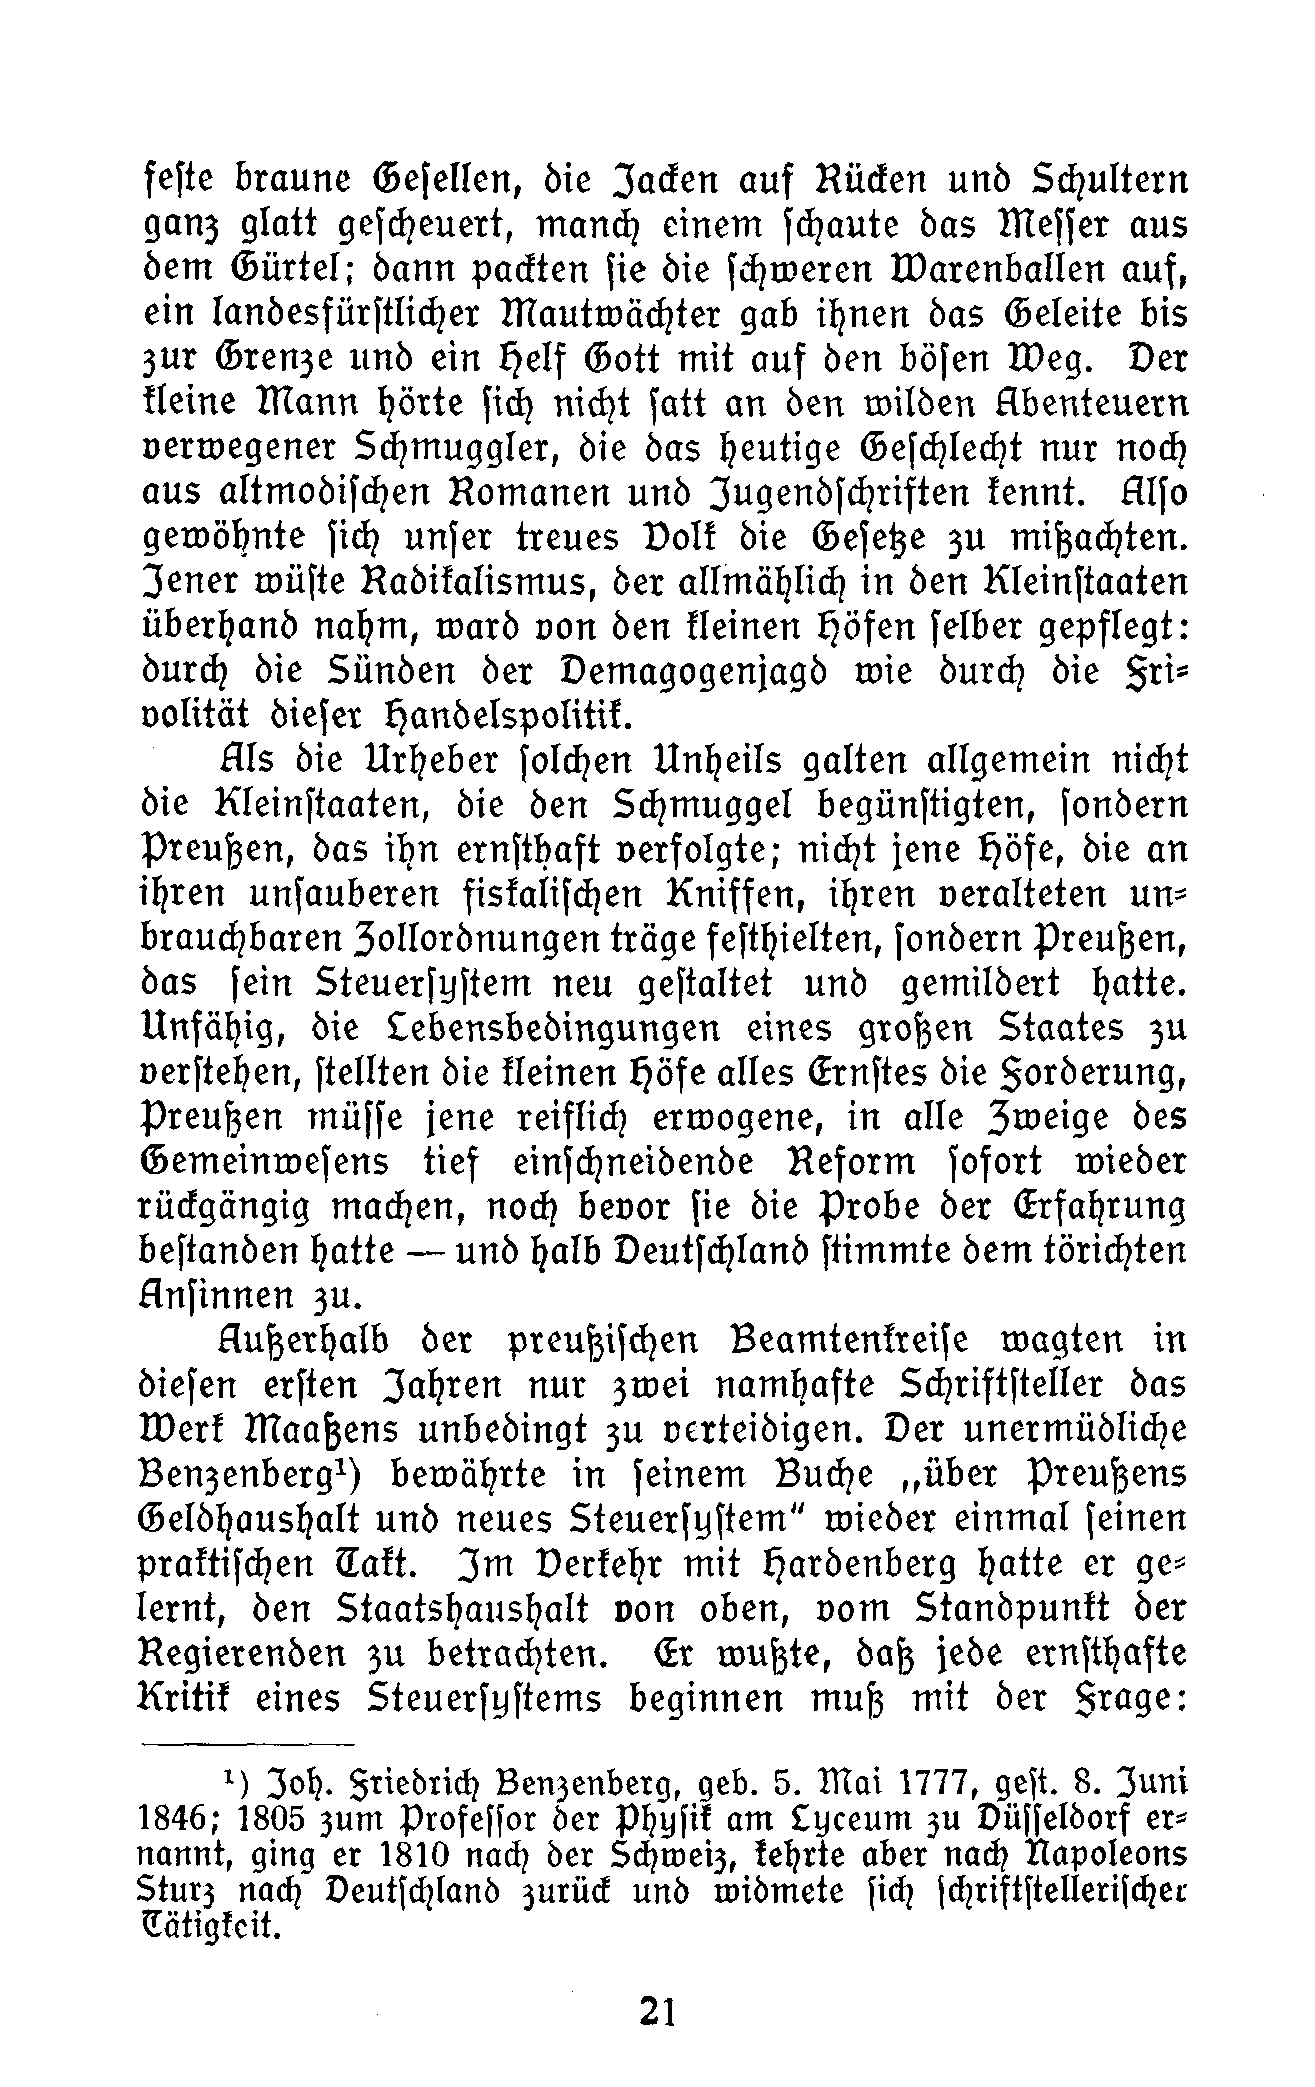 feſte braune Geſellen, die Jacken auf Rücken und Schultern
ganz glatt geſcheuert, manch einem ſchaute das Meſſer aus
dem Gürtel; dann packten ſie die ſchweren Warenballen auf,
ein landesfürſtlicher Mautwächter gab ihnen das Geleite bis
zur Grenze und ein Helf Gott mit auf den böſen Weg. Der
kleine Mann hörte ſich nicht ſatt an den wilden Abenteuern
verwegener Schmuggler, die das heutige Geſchlecht nur noch
aus altmodiſchen Romanen und Jugendſchriften kennt. Alſo
gewöhnte ſich unſer treues Volk die Geſetze zu mißachten.
Jener wüſte Radikalismus, der allmählich in den Kleinſtaaten
überhand nahm, ward von den kleinen Höfen ſelber gepflegt:
durch die Sünden der Demagogenjagd wie durch die Fri⸗
volität dieſer Handelspolitik.
Als die Urheber ſolchen Unheils galten allgemein nicht
die Kleinſtaaten, die den Schmuggel begünſtigten, ſondern
Preußen, das ihn ernſthaft verfolgte; nicht jene Höfe, die an
ihren unſauberen fiskaliſchen Kniffen, ihren veralteten un⸗
brauchbaren Zollordnungen träge feſthielten, ſondern Preußen,
das ſein Steuerſyſtem neu geſtaltet und gemildert hatte.
Unfähig, die Lebensbedingungen eines großen Staates zu
verſtehen, ſtellten die kleinen Höfe alles Ernſtes die Forderung,
Preußen müſſe jene reiflich erwogene, in alle Zweige des
Gemeinweſens tief einſchneidende Reform ſofort wieder
rückgängig machen, noch bevor ſie die Probe der Erfahrung
beſtanden hatte — und halb Deutſchland ſtimmte dem törichten
Anſinnen zu.
Außerhalb der preußiſchen Beamtenkreiſe wagten in
dieſen erſten Jahren nur zwei namhafte Schriftſteller das
Werk Maaßens unbedingt zu verteidigen. Der unermüdliche
Benzenberg¹) bewährte in ſeinem Buche „über Preußens
Geldhaushalt und neues Steuerſyſtem" wieder einmal ſeinen
praktiſchen Takt. Im Verkehr mit Hardenberg hatte er ge⸗
lernt, den Staatshaushalt von oben, vom Standpunkt der
Regierenden zu betrachten. Er wußte, daß jede ernſthafte
Kritik eines Steuerſyſtems beginnen muß mit der Frage:
¹) Joh. Friedrich Benzenberg, geb. 5. Mai 1777, geſt. 8. Juni
1846; 1805 zum Profeſſor der Phyſik am Lyceum zu Düſſeldorf er⸗
nannt, ging er 1810 nach der Schweiz, kehrte aber nach Napoleons
Sturz nach Deutſchland zurück und widmete ſich ſchriftſtelleriſcher
Tätigkeit.
21